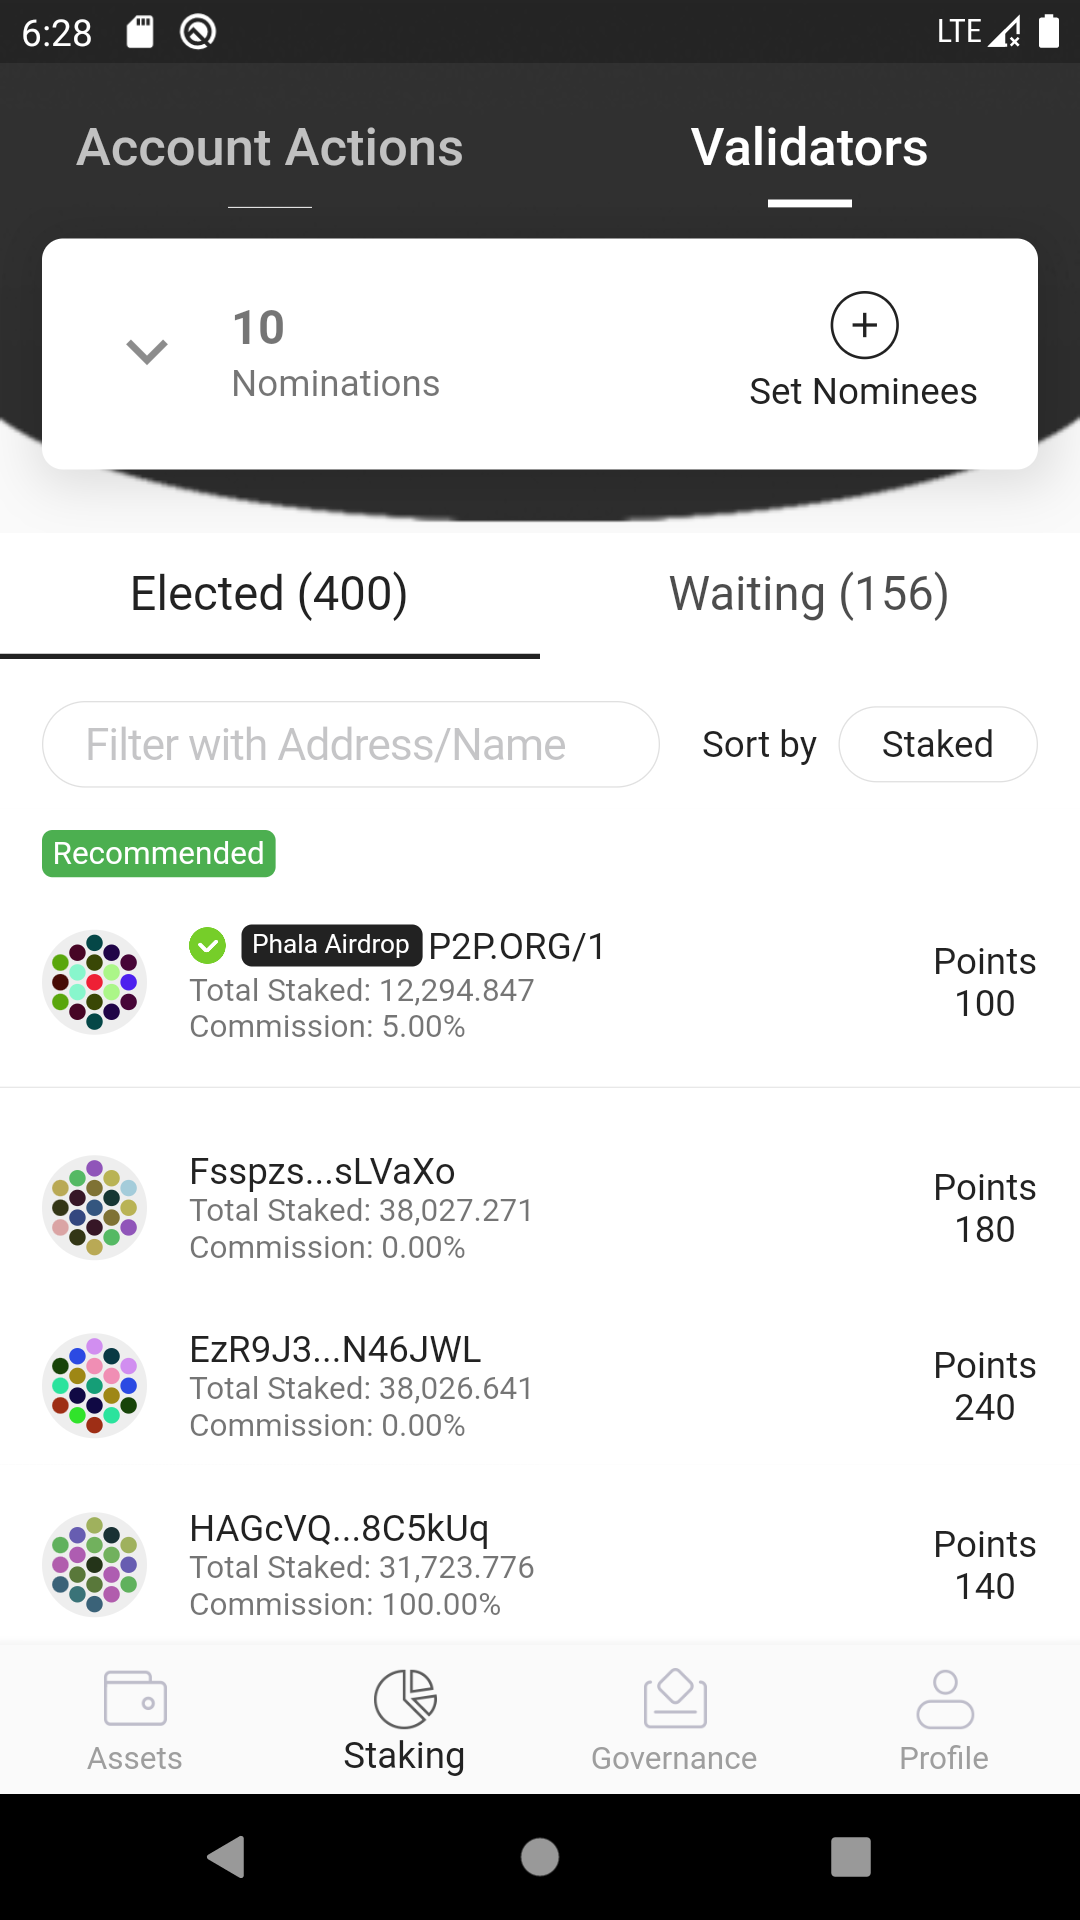 6:28
LTE
Account Actions
Validators
10
Nominations
Set Nominees
Elected (400)
Waiting (156)
Filter with Address/Name
Sort by
Staked
Recommended
Phala Airdrop P2P.ORG/1
Total Staked: 12,294.847
Commission: 5.00%
Points
100
Fsspzs...sLVaXo
Total Staked: 38,027.271
Commission: 0.00%
Points
180
EzR9J3...N46JWL
Total Staked: 38,026.641
Commission: 0.00%
Points
240
HAGcVQ...8C5kUq
Total Staked: 31,723.776
Commission: 100.00%
Points
140
Assets
Staking
Governance
Profile